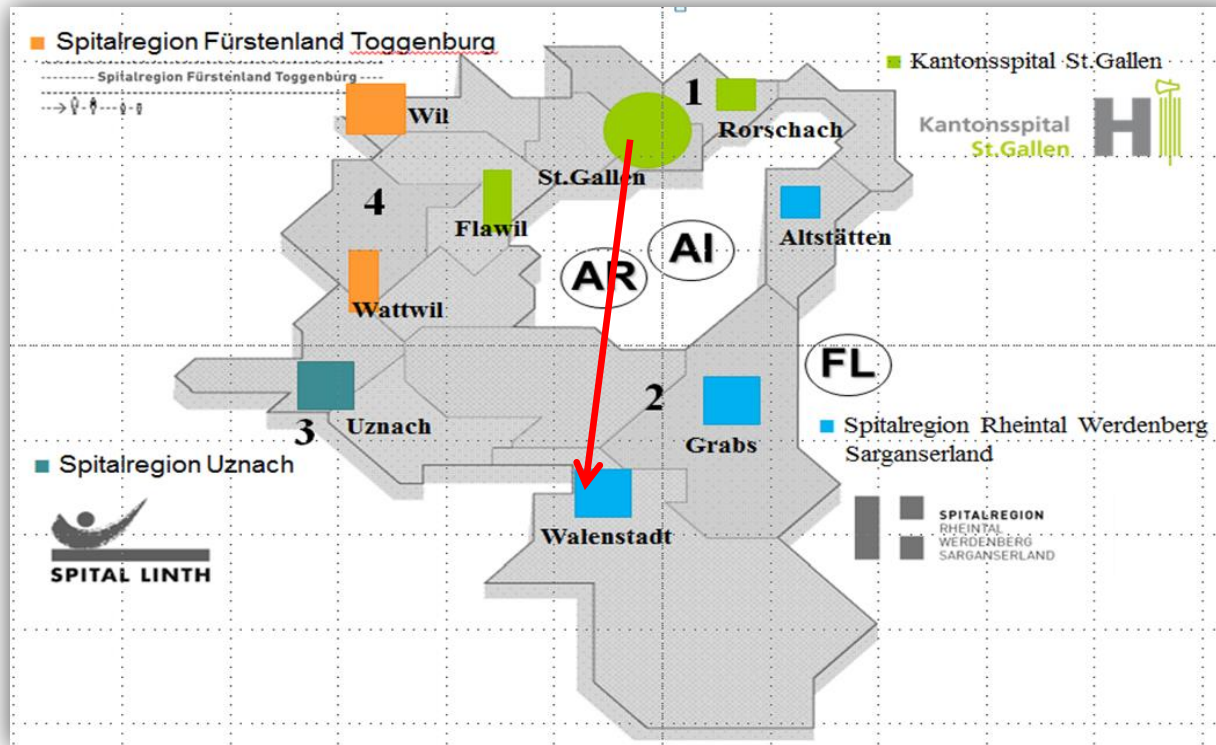 Spitalregion Fürstenland Toggenburg
Spitalregion Fürstenland Toggenburg
Kantonsspital St.Gallen
Kantonsspital
St.Gallen
1
Wil
Rorschach
St.Gallen
4
Flawil
Altstätten
AR
AI
Wattwil
FL
2
3
Uznach
Grabs
Spitalregion Rheintal Werdenberg
Sarganserland
Spitalregion Uznach
SPITAL LINTH
Walenstadt
SPITALREGION
RHEINTAL
WERDENBERG
SARGANSERLAND